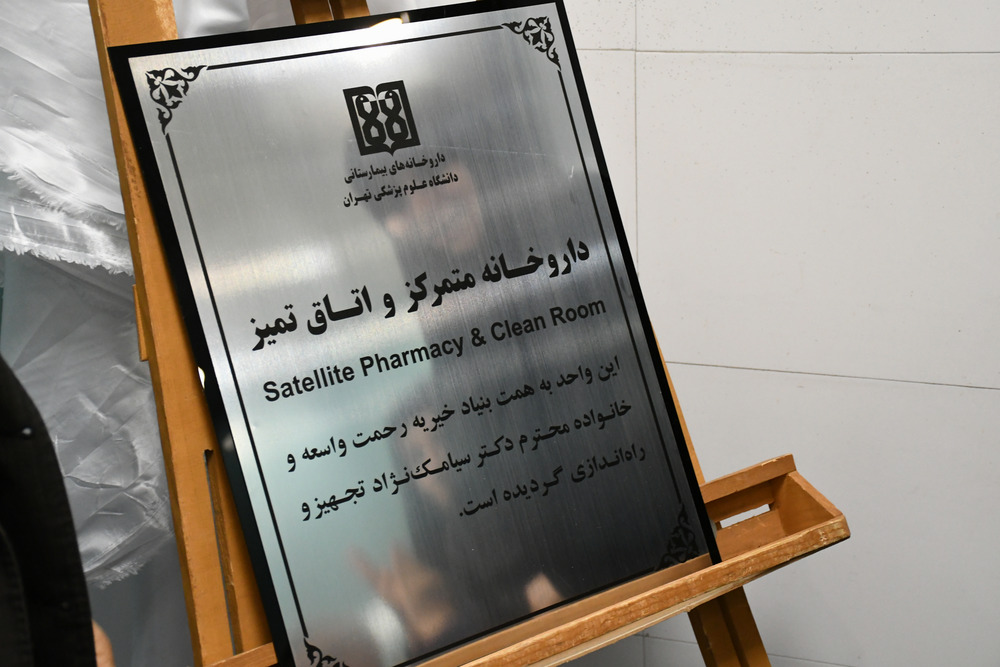 داروخانه‌های بیمارستانی
دانشگاه علوم پزشکی تهران
داروخانه متمرکز و اتاق تمیز
Satellite Pharmacy & Clean Room
این واحد به همت بنیاد خیریه رحمت واسعه و
خانواده محترم دکتر سیامک‌نژاد تجهیز و
راه‌اندازی گردیده است.